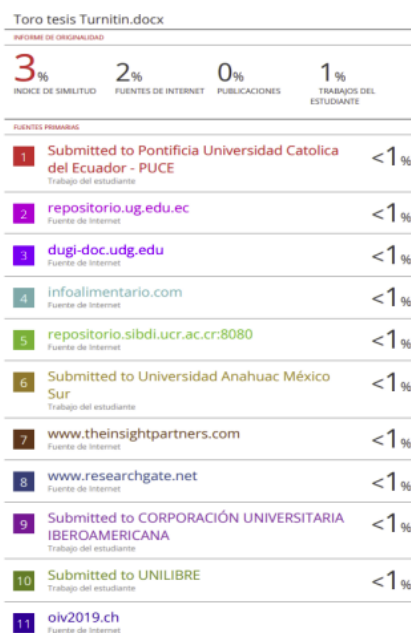 Toro tesis Turnitin.docx
INFORME DE ORIGINALIDAD
3% 2% 0% 1%
INDICE DE SIMILITUD FUENTES DE INTERNET PUBLICACIONES TRABAJOS DEL
ESTUDIANTE
FUENTES PRIMARIAS
1 Submitted to Pontificia Universidad Catolica <1%
del Ecuador - PUCE
Trabajo del estudiante
2 repositorio.ug.edu.ec <1%
Fuente de Internet
3 dugi-doc.udg.edu <1%
Fuente de Internet
4 infoalimentario.com <1%
Fuente de Internet
5 repositorio.sibdi.ucr.ac.cr:8080 <1%
Fuente de Internet
6 Submitted to Universidad Anahuac México <1%
Sur
Trabajo del estudiante
7 www.theinsightpartners.com <1%
Fuente de Internet
8 www.researchgate.net <1%
Fuente de Internet
9 Submitted to CORPORACIÓN UNIVERSITARIA <1%
IBEROAMERICANA
Trabajo del estudiante
10 Submitted to UNILIBRE <1%
Trabajo del estudiante
11 oiv2019.ch
Fuente de Internet